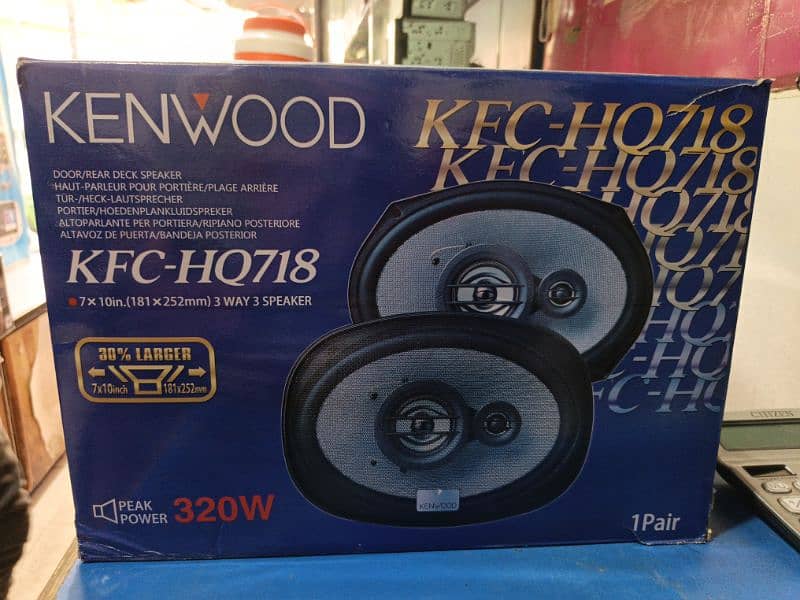 KENWOOD
DOOR/REAR DECK SPEAKER
HAUT-PARLEUR POUR PORTIÈRE/PLAGE ARRIÈRE
TÜR-/HECK-LAUTSPRECHER
PORTIER/HOEDENPLANKLUIDSPREKER
ALTOPARLANTE PER PORTIERA/RIPIANO POSTERIORE
ALTAVOZ DE PUERTA/BANDEJA POSTERIOR
KFC-HQ718
7×10in.(181×252mm) 3 WAY 3 SPEAKER
30% LARGER
7x10inch 181x252mm
PEAK POWER 320W
KFC-HQ718
KFC-HQ718
HQ718
KENWOOD
1Pair
CITIZEN